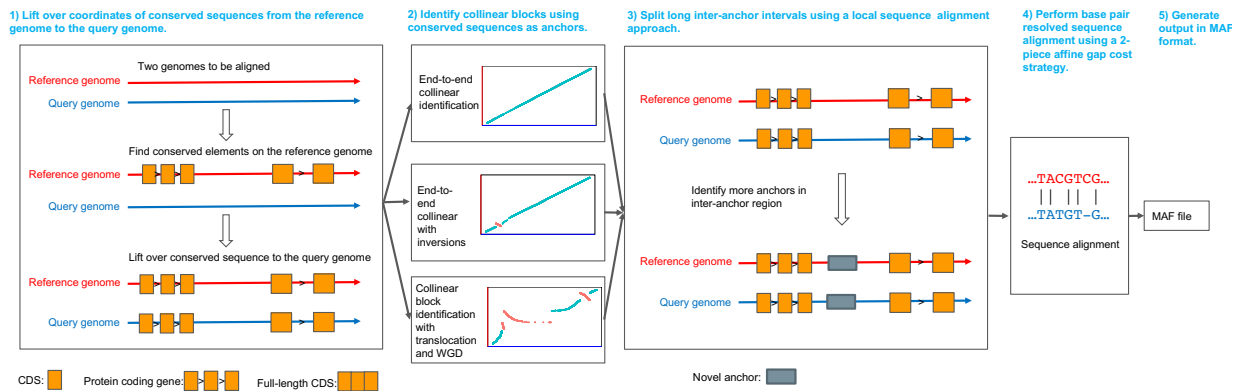 1) Lift over coordinates of conserved sequences from the reference
genome to the query genome.
Two genomes to be aligned
Reference genome
Query genome
Find conserved elements on the reference genome
Reference genome
> >
>
Query genome
Lift over conserved sequence to the query genome
Reference genome
> >
>
Query genome
> >
>
CDS:
Protein coding gene:
> >
Full-length CDS:
2) Identify collinear blocks using
conserved sequences as anchors.
End-to-end
collinear
identification
End-to-
end
collinear
with
inversions
Collinear
block
identification
with
translocation
and WGD
3) Split long inter-anchor intervals using a local sequence alignment
approach.
Reference genome
> >
>
Query genome
> >
>
Identify more anchors in
inter-anchor region
Reference genome
> >
>
Query genome
> >
>
Novel anchor:
4) Perform base pair
resolved sequence
alignment using a 2-
piece affine gap cost
strategy.
...TACGTCG...
|| || |
...TATGT-G...
Sequence alignment
5) Generate
output in MAF
format.
MAF file